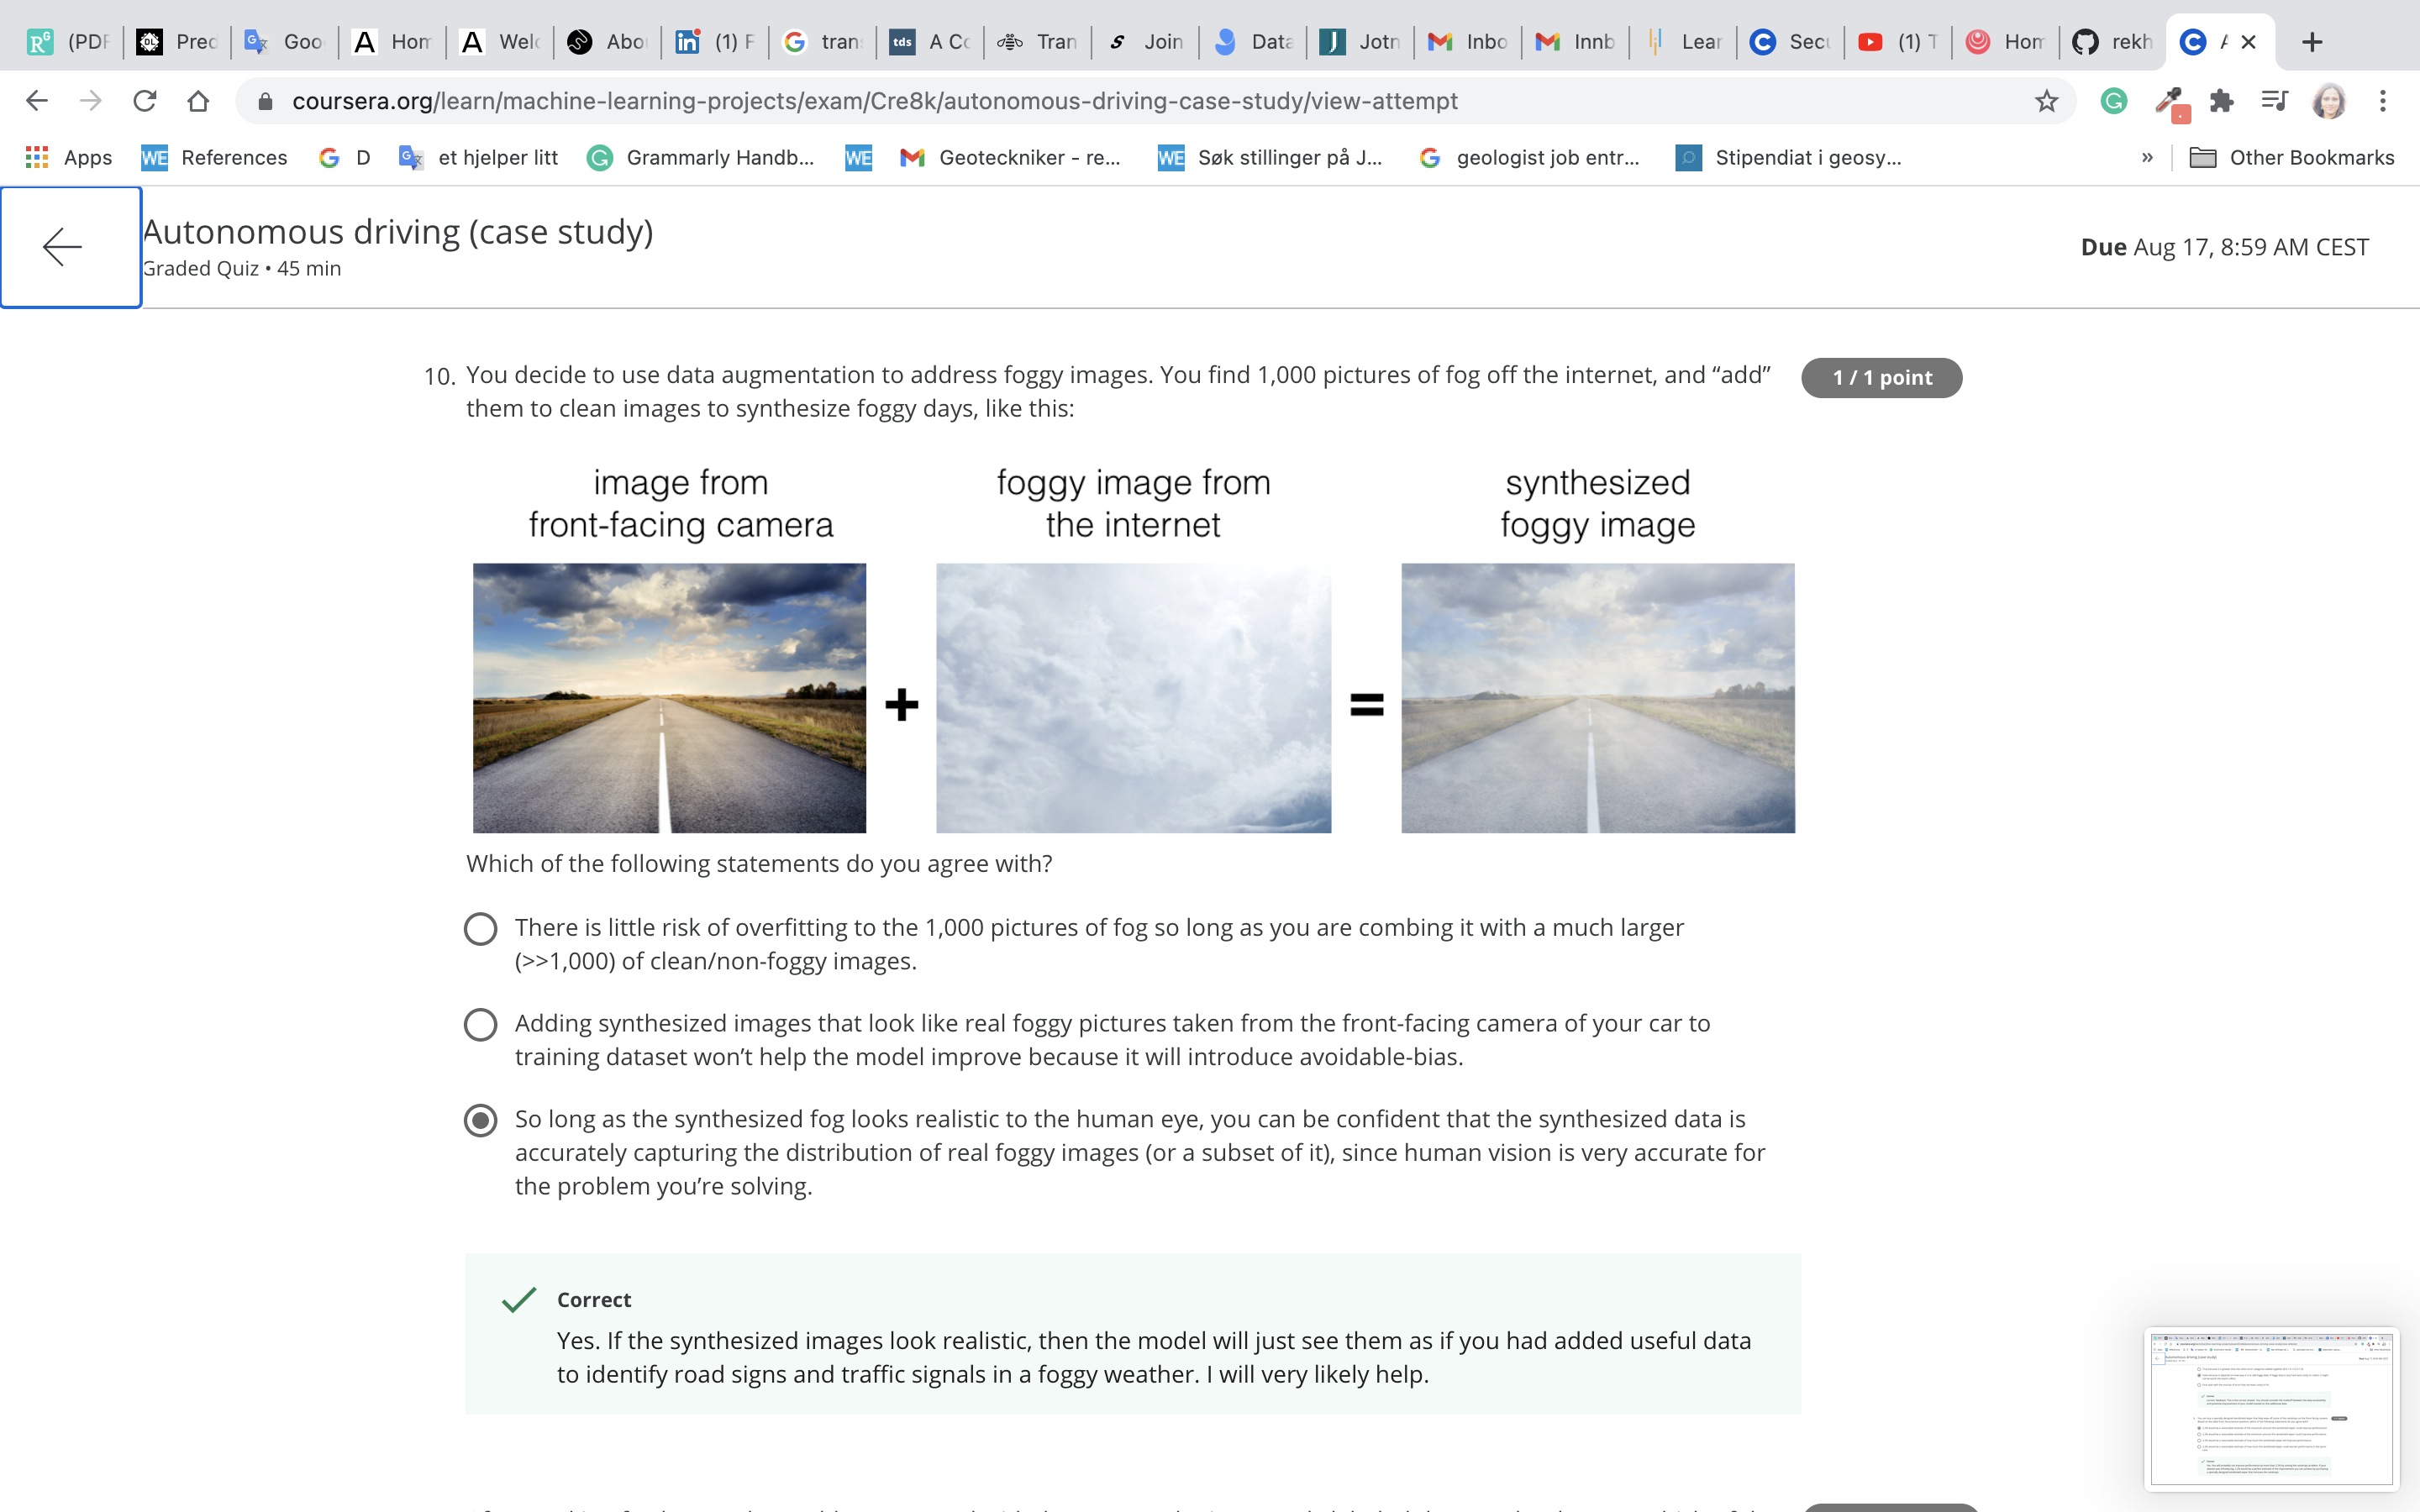 (PDF Pred Goo Hom Welc Abo (1) F tran tds A Co Tran Join Data Jotn Inbo Innb Lear Secu (1) T Hom rekh
coursera.org/learn/machine-learning-projects/exam/Cre8k/autonomous-driving-case-study/view-attempt
Apps WE References D et hjelper litt Grammarly Handb... WE Geoteckniker - re... WE Søk stillinger på J... geologist job entr... Stipendiat i geosy... » Other Bookmarks
Autonomous driving (case study)
Graded Quiz • 45 min
Due Aug 17, 8:59 AM CEST
10. You decide to use data augmentation to address foggy images. You find 1,000 pictures of fog off the internet, and “add”
them to clean images to synthesize foggy days, like this:
1 / 1 point
image from
front-facing camera
foggy image from
the internet
synthesized
foggy image
+ =
Which of the following statements do you agree with?
There is little risk of overfitting to the 1,000 pictures of fog so long as you are combing it with a much larger
(>>1,000) of clean/non-foggy images.
Adding synthesized images that look like real foggy pictures taken from the front-facing camera of your car to
training dataset won’t help the model improve because it will introduce avoidable-bias.
So long as the synthesized fog looks realistic to the human eye, you can be confident that the synthesized data is
accurately capturing the distribution of real foggy images (or a subset of it), since human vision is very accurate for
the problem you’re solving.
Correct
Yes. If the synthesized images look realistic, then the model will just see them as if you had added useful data
to identify road signs and traffic signals in a foggy weather. I will very likely help.